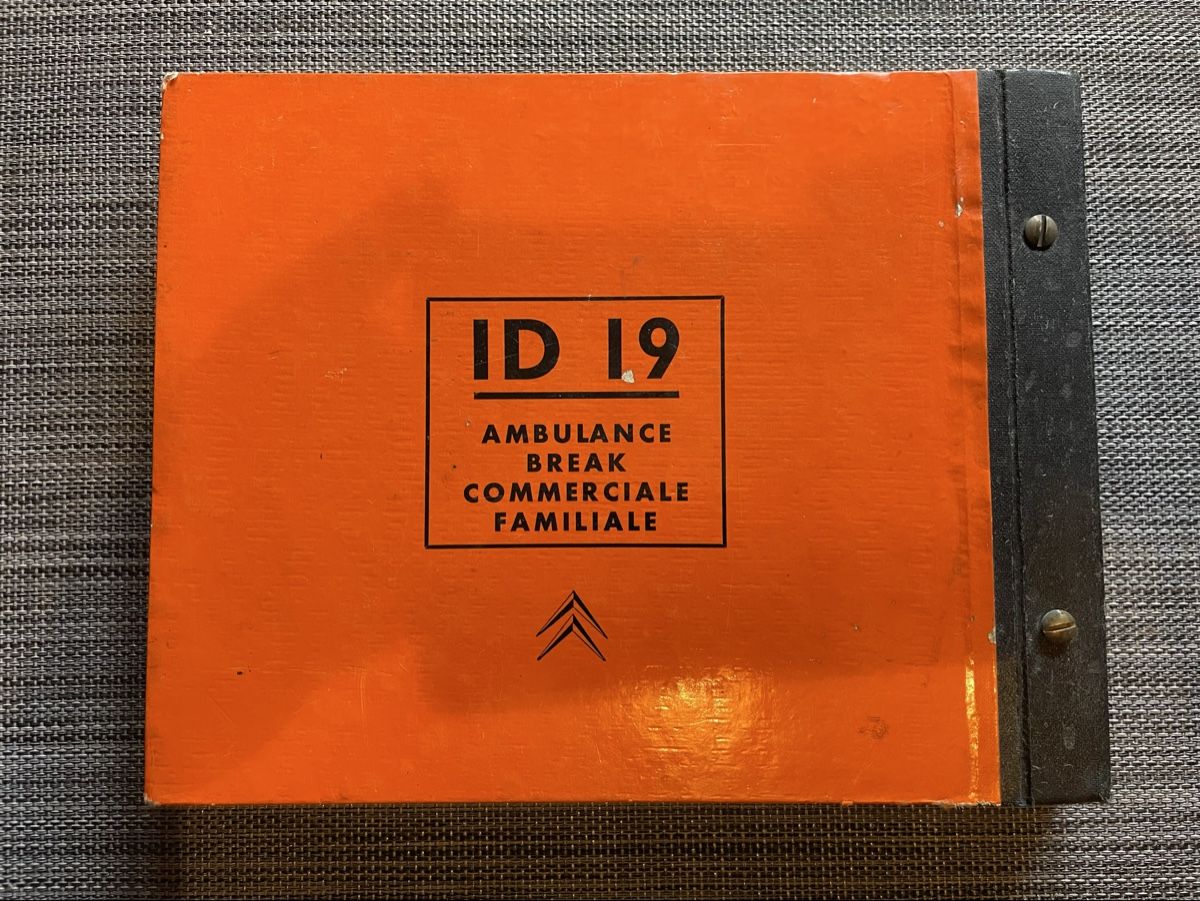 ID 19
AMBULANCE
BREAK
COMMERCIALE
FAMILIALE